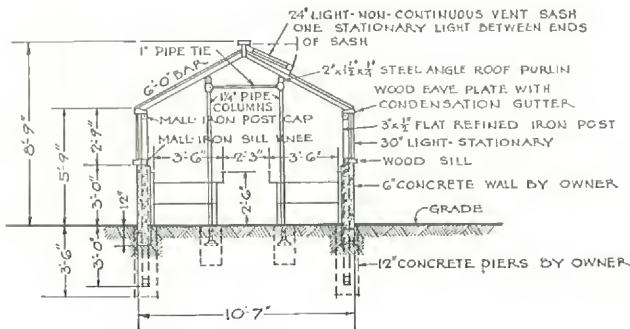 24" LIGHT-NON-CONTINUOUS VENT SASH
ONE STATIONARY LIGHT BETWEEN ENDS
OF SASH
1" PIPE TIE
6'-0" BAR
2" x 1½" x ¼" STEEL ANGLE ROOF PURLIN
1¼" PIPE
COLUMNS
WOOD EAVE PLATE WITH
CONDENSATION GUTTER
MALL-IRON POST CAP
3" x ½" FLAT REFINED IRON POST
MALL-IRON SILL KNEE
30" LIGHT-STATIONARY
WOOD SILL
3'-6"
2'-3"
3'-6"
8'-9"
5'-9"
2'-9"
3'-0"
12"
2'-6"
6" CONCRETE WALL BY OWNER
GRADE
3'-6"
3'-0"
12" CONCRETE PIERS BY OWNER
10'-7"